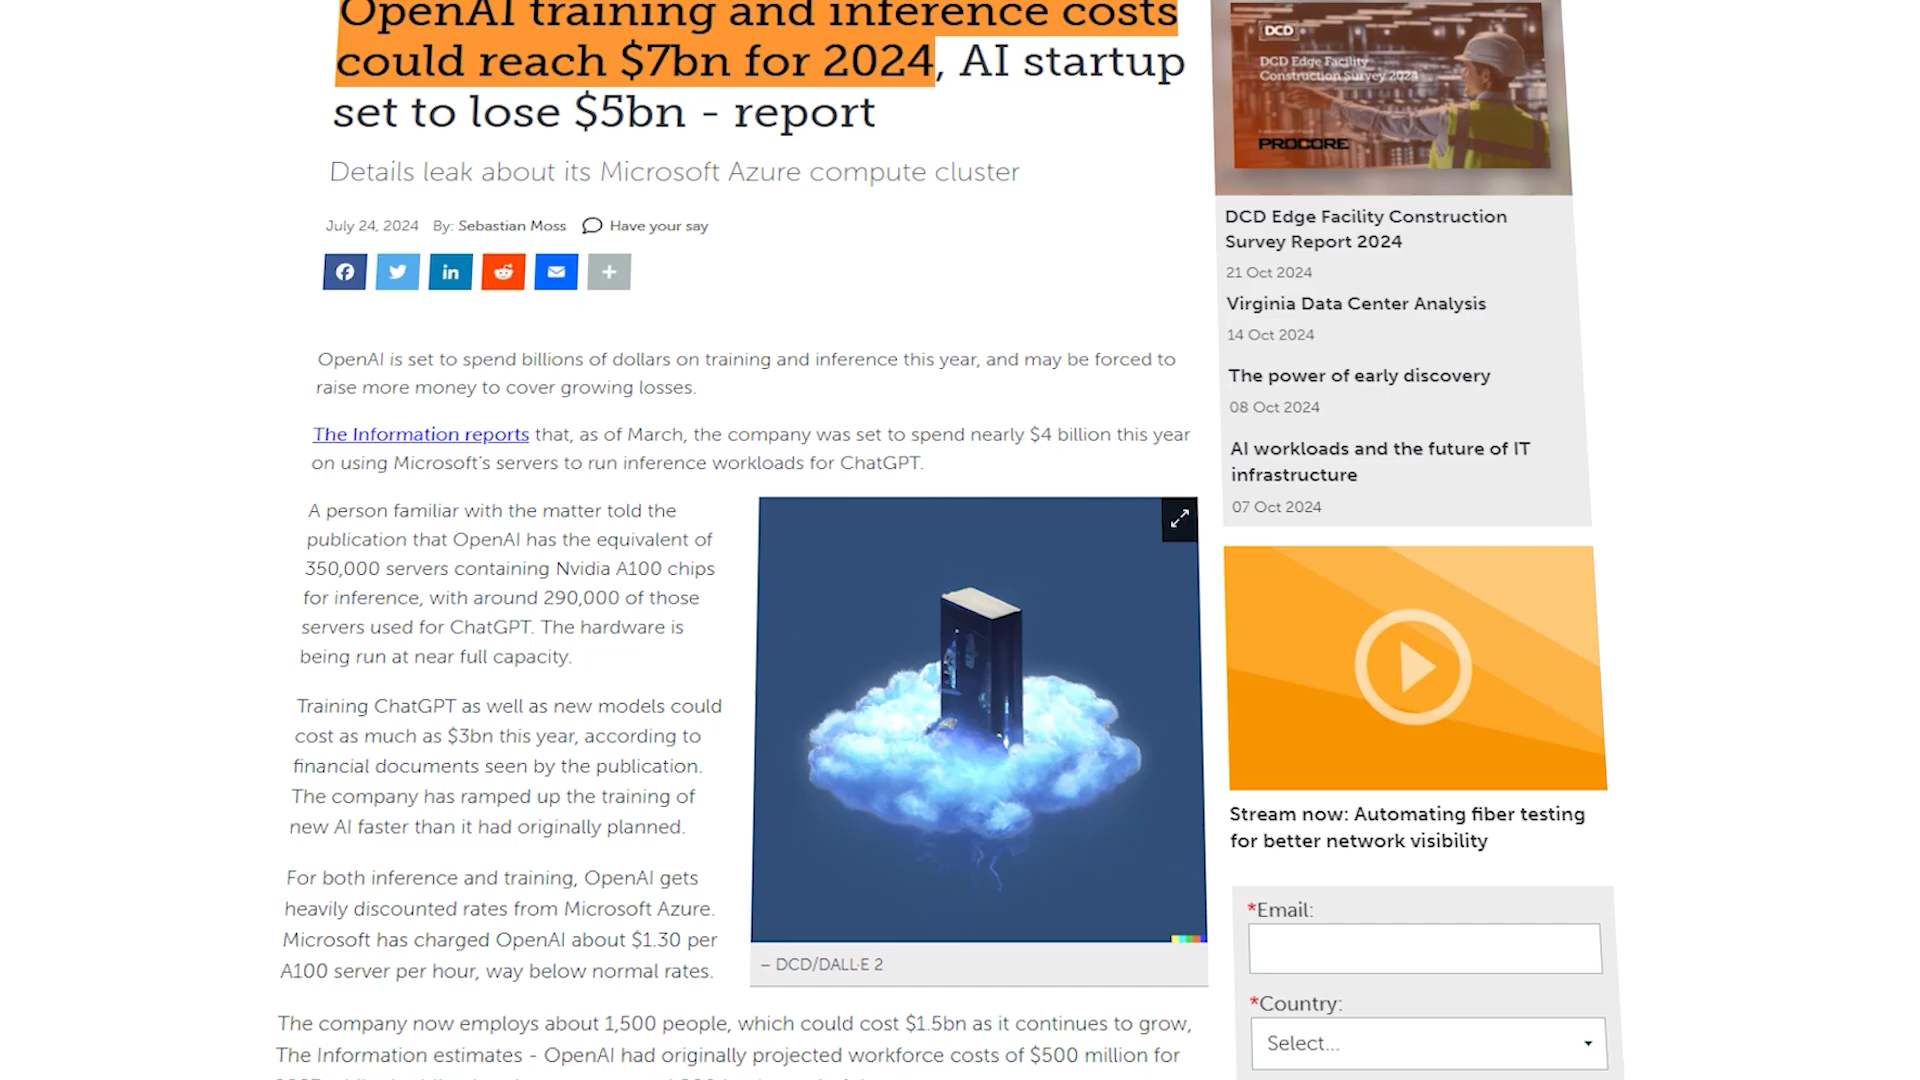 OpenAI training and inference costs
could reach $7bn for 2024, AI startup
set to lose $5bn - report
Details leak about its Microsoft Azure compute cluster
July 24, 2024 By: Sebastian Moss Have your say
OpenAI is set to spend billions of dollars on training and inference this year, and may be forced to
raise more money to cover growing losses.
The Information reports that, as of March, the company was set to spend nearly $4 billion this year
on using Microsoft's servers to run inference workloads for ChatGPT.
A person familiar with the matter told the
publication that OpenAI has the equivalent of
350,000 servers containing Nvidia A100 chips
for inference, with around 290,000 of those
servers used for ChatGPT. The hardware is
being run at near full capacity.
Training ChatGPT as well as new models could
cost as much as $3bn this year, according to
financial documents seen by the publication.
The company has ramped up the training of
new AI faster than it had originally planned.
For both inference and training, OpenAI gets
heavily discounted rates from Microsoft Azure.
Microsoft has charged OpenAI about $1.30 per
A100 server per hour, way below normal rates.
– DCD/DALL·E 2
The company now employs about 1,500 people, which could cost $1.5bn as it continues to grow,
The Information estimates - OpenAI had originally projected workforce costs of $500 million for
DCD
DCD Edge Facility
Construction Survey 2024
PROCORE
DCD Edge Facility Construction
Survey Report 2024
21 Oct 2024
Virginia Data Center Analysis
14 Oct 2024
The power of early discovery
08 Oct 2024
AI workloads and the future of IT
infrastructure
07 Oct 2024
Stream now: Automating fiber testing
for better network visibility
*Email:
*Country:
Select...